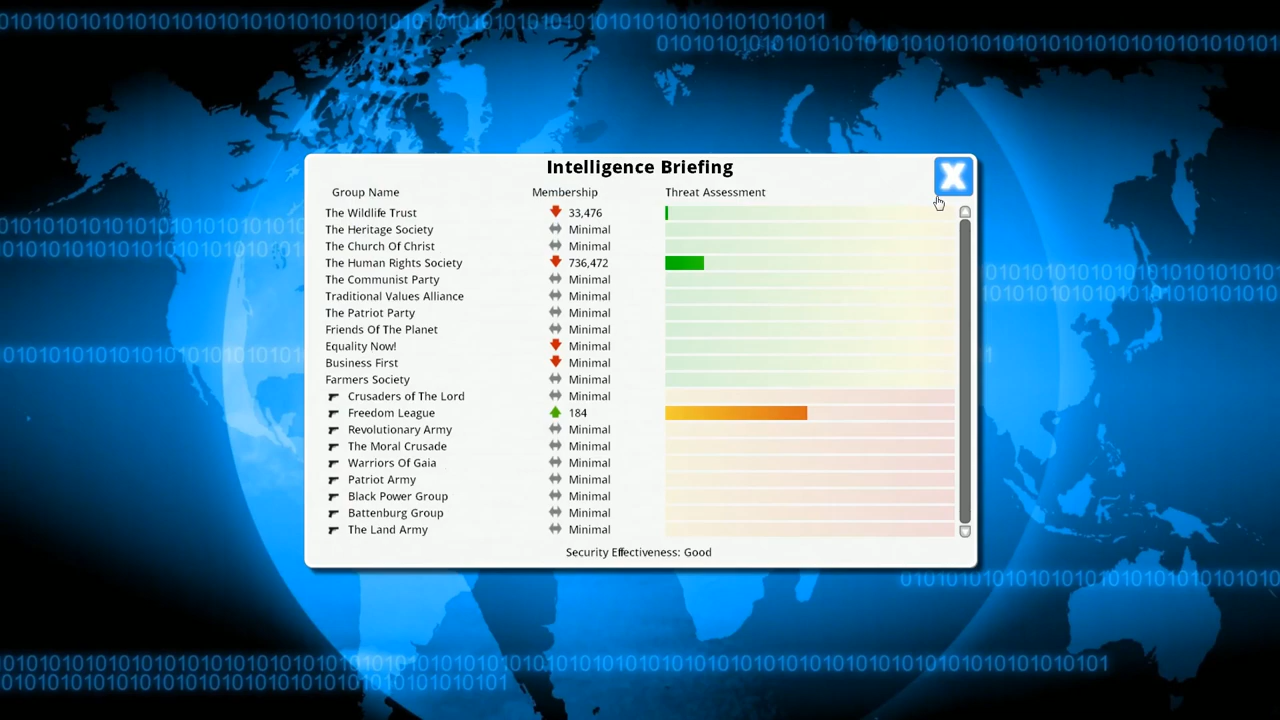 010101010101010101010101010101010101010101010101010101010101010101
01010101010101010101010101010101010101010101010101
Intelligence Briefing
X
Group Name Membership Threat Assessment
The Wildlife Trust 33,476
The Heritage Society Minimal
The Church Of Christ Minimal
The Human Rights Society 736,472
The Communist Party Minimal
Traditional Values Alliance Minimal
The Patriot Party Minimal
Friends Of The Planet Minimal
Equality Now! Minimal
Business First Minimal
Farmers Society Minimal
Crusaders of The Lord Minimal
Freedom League 184
Revolutionary Army Minimal
The Moral Crusade Minimal
Warriors Of Gaia Minimal
Patriot Army Minimal
Black Power Group Minimal
Battenburg Group Minimal
The Land Army Minimal
Security Effectiveness: Good